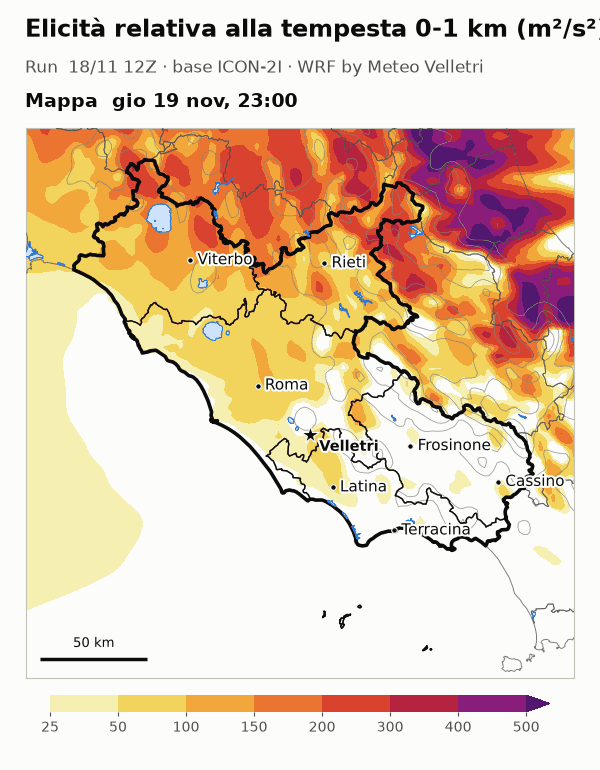 Elicità relativa alla tempesta 0-1 km (m²/s²)
Run  18/11 12Z · base ICON-2I · WRF by Meteo Velletri
Mappa  gio 19 nov, 23:00
Viterbo
Rieti
Roma
Velletri
Frosinone
Latina
Cassino
Terracina
50 km
25 50 100 150 200 300 400 500